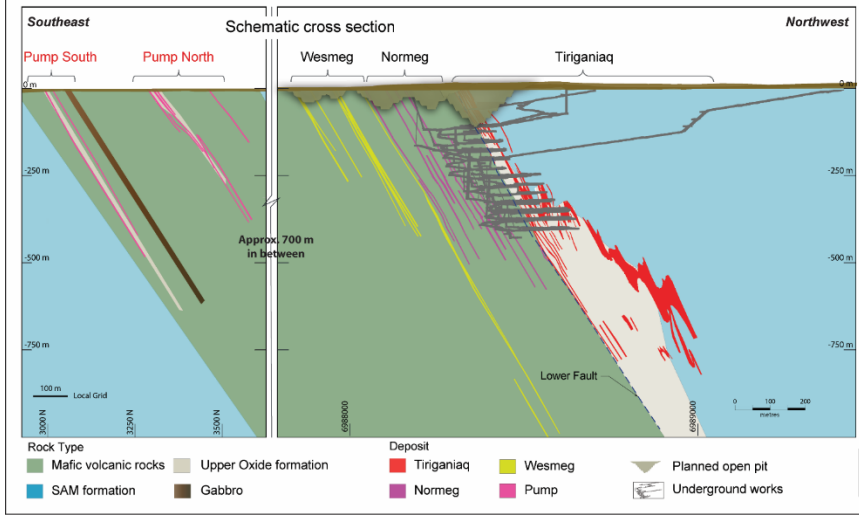 Southeast
Schematic cross section
Northwest
Pump South
Pump North
Wesmeg
Normeg
Tiriganiaq
0 m
0 m
-250 m
-250 m
Approx. 700 m
in between
-500 m
-500 m
-750 m
-750 m
Lower Fault
100 m
Local Grid
0
100
200
metres
3000 N
3250 N
3500 N
6988000
6989000
Rock Type
Deposit
Mafic volcanic rocks
Upper Oxide formation
Tiriganiaq
Wesmeg
Planned open pit
SAM formation
Gabbro
Normeg
Pump
Underground works